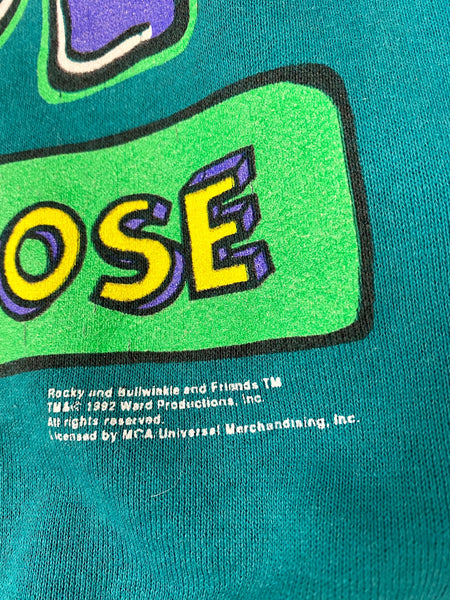 OSE
Rocky und Bullwinkle and Friends TM
TM&© 1992 Ward Productions, Inc.
All rights reserved.
Licensed by MCA/Universal Merchandising, Inc.